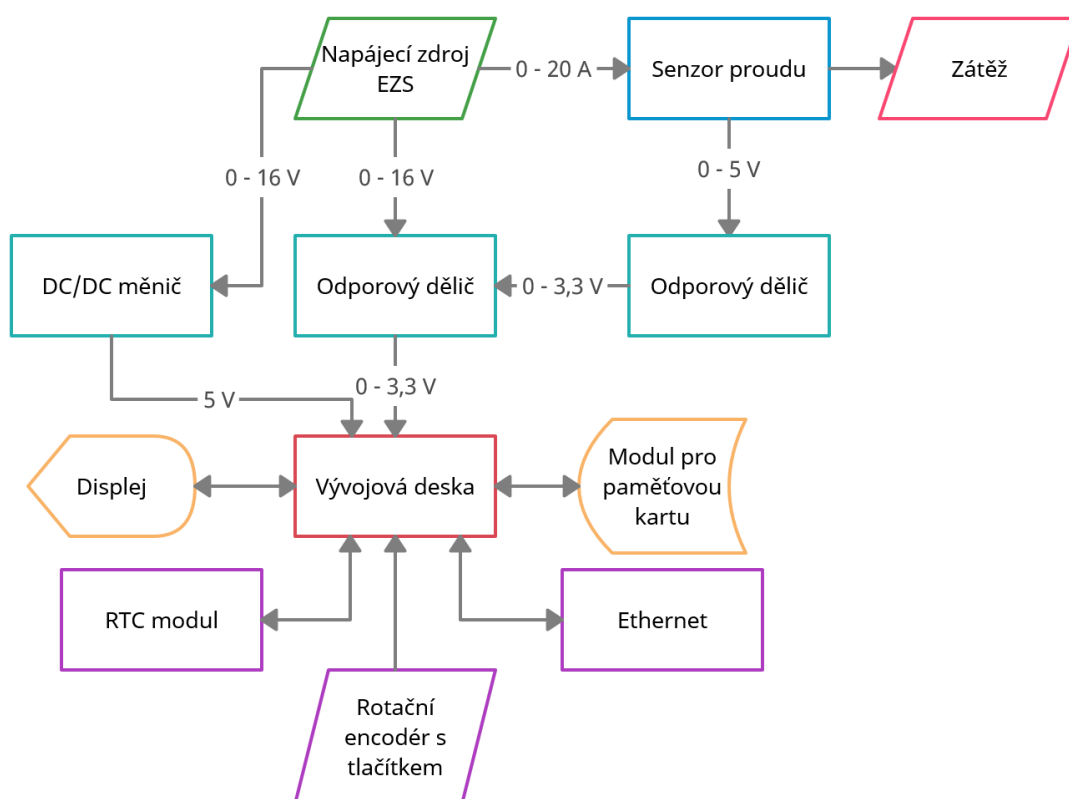 Napájecí zdroj
EZS
0 - 20 A
Senzor proudu
Zátěž
0 - 16 V
0 - 16 V
0 - 5 V
DC/DC měnič
Odporový dělič
0 - 3,3 V
Odporový dělič
5 V
0 - 3,3 V
Displej
Vývojová deska
Modul pro
paměťovou
kartu
RTC modul
Ethernet
Rotační
encodér s
tlačítkem